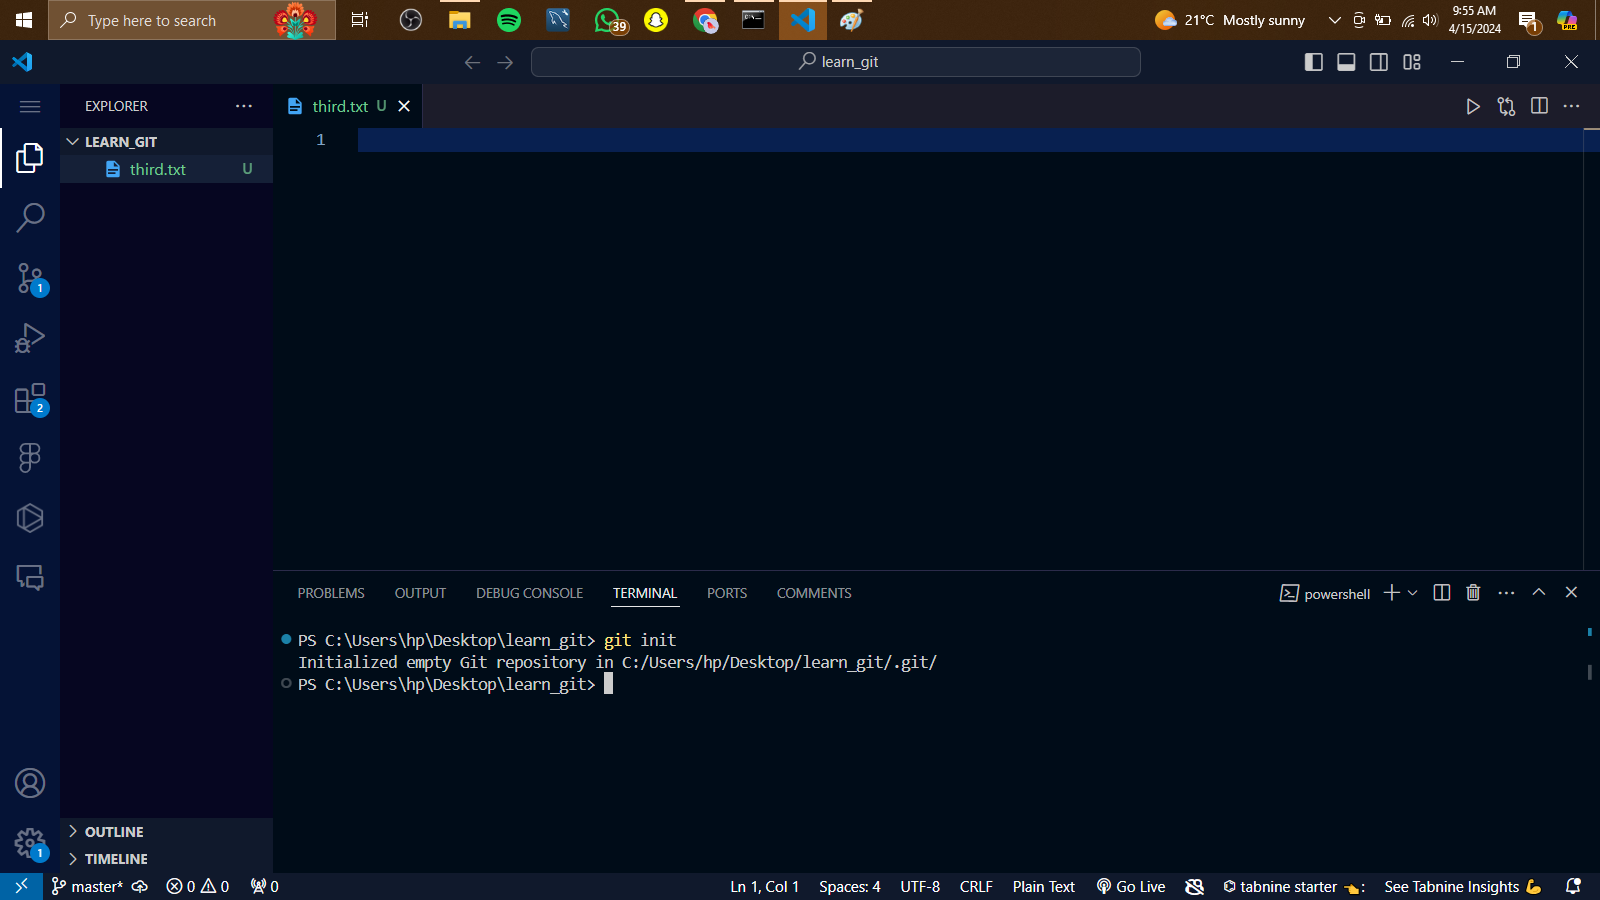 Type here to search
39
21°C Mostly sunny
9:55 AM
4/15/2024
1
PRE
learn_git
EXPLORER
third.txt U
LEARN_GIT
third.txt U
1
1
2
PROBLEMS OUTPUT DEBUG CONSOLE TERMINAL PORTS COMMENTS
powershell
PS C:\Users\hp\Desktop\learn_git> git init
Initialized empty Git repository in C:/Users/hp/Desktop/learn_git/.git/
PS C:\Users\hp\Desktop\learn_git>
OUTLINE
1
TIMELINE
master* 0 0 0 Ln 1, Col 1 Spaces: 4 UTF-8 CRLF Plain Text Go Live tabnine starter 👈: See Tabnine Insights 💪